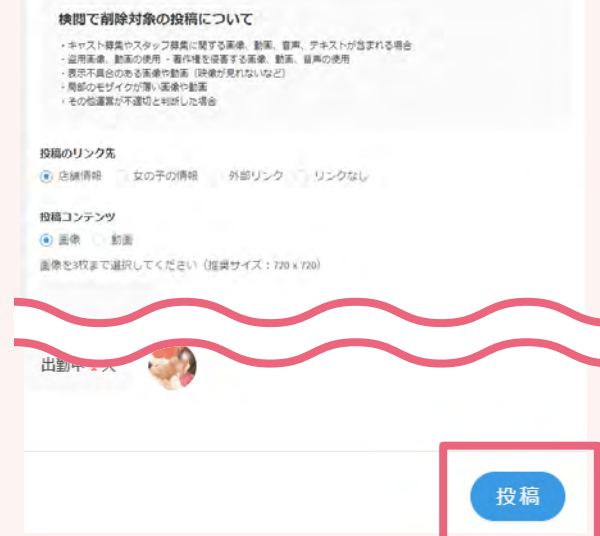 検閲で削除対象の投稿について
・キャスト募集やスタッフ募集に関する画像、動画、音声、テキストが含まれる場合
・盗用画像、動画の使用・著作権を侵害する画像、動画、音声の使用
・表示不具合のある画像や動画（映像が見れないなど）
・局部のモザイクが薄い画像や動画
・その他運営が不適切と判断した場合
投稿のリンク先
店舗情報 女の子の情報 外部リンク リンクなし
投稿コンテンツ
画像 動画
画像を3枚まで選択してください（推奨サイズ：720 x 720）
出勤中 人
投稿